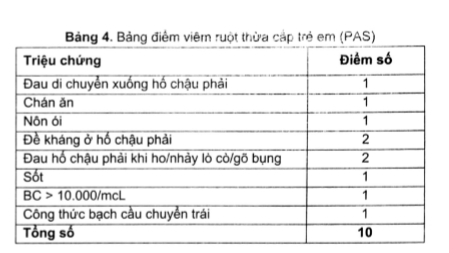 Bảng 4. Bảng điểm viêm ruột thừa cấp trẻ em (PAS)
Triệu chứng Điểm số
Đau di chuyển xuống hố chậu phải 1
Chán ăn 1
Nôn ói 1
Đề kháng ở hố chậu phải 2
Đau hố chậu phải khi ho/nhảy lò cò/gõ bụng 2
Sốt 1
BC > 10.000/mcL 1
Công thức bạch cầu chuyển trái 1
Tổng số 10